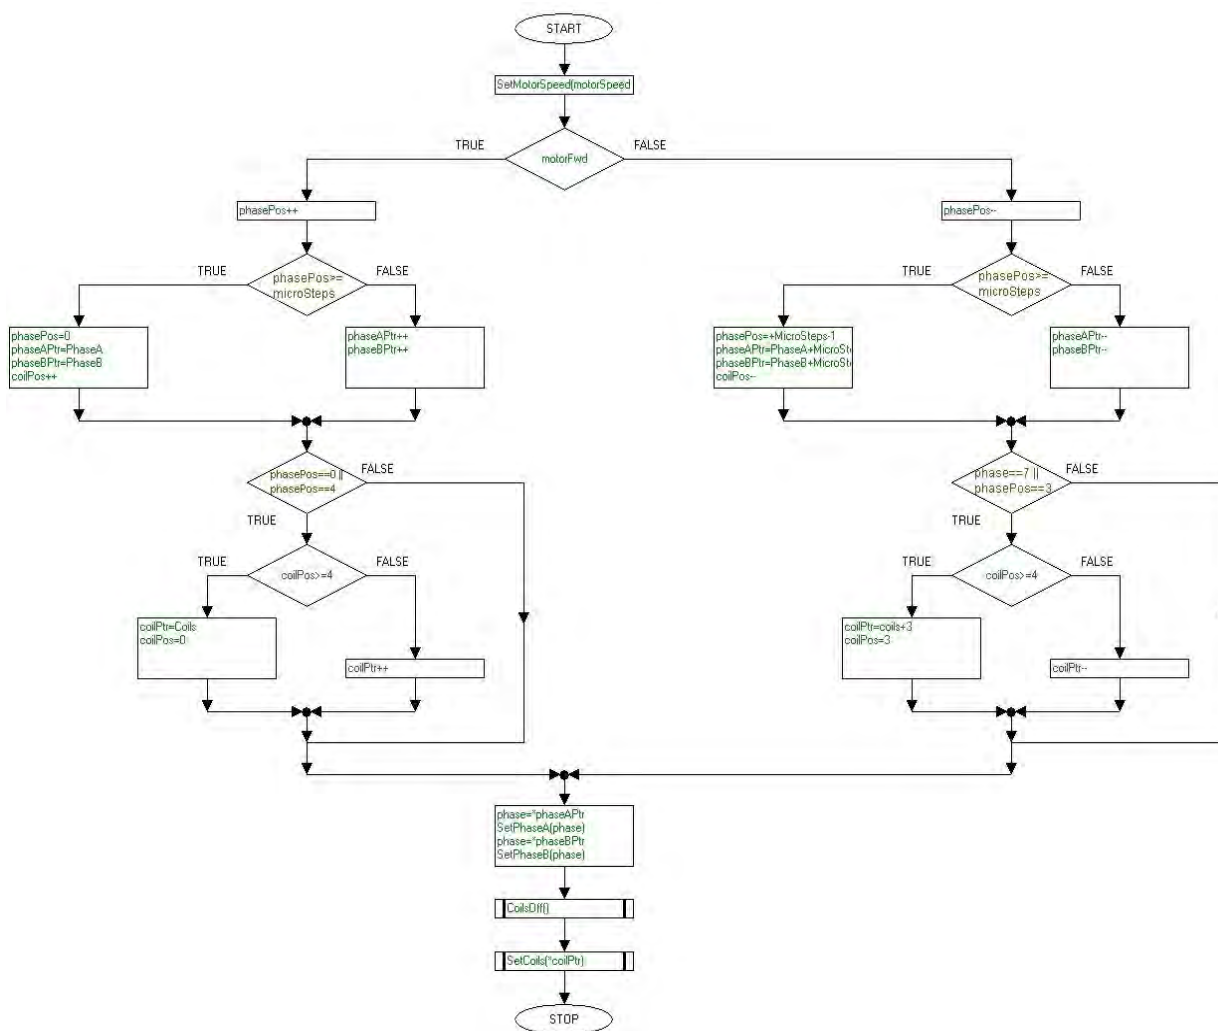 START
SetMotorSpeed(motorSpeed
TRUE
FALSE
motorFwd
phasePos++
phasePos--
TRUE
FALSE
phasePos>=
microSteps
TRUE
FALSE
phasePos>=
microSteps
phasePos=0
phaseAPtr=PhaseA
phaseBPtr=PhaseB
coilPos++
phaseAPtr++
phaseBPtr++
phasePos=+MicroSteps-1
phaseAPtr=PhaseA+MicroSte
phaseBPtr=PhaseB+MicroSte
coilPos--
phaseAPtr--
phaseBPtr--
phasePos==0 ||
phasePos==4
FALSE
TRUE
phase==7 ||
phasePos==3
FALSE
TRUE
TRUE
FALSE
coilPos>=4
TRUE
FALSE
coilPos>=4
coilPtr=Coils
coilPos=0
coilPtr++
coilPtr=coils+3
coilPos=3
coilPtr--
phase=*phaseAPtr
SetPhaseA(phase)
phase=*phaseBPtr
SetPhaseB(phase)
CoilsOff()
SetCoils(*coilPtr)
STOP